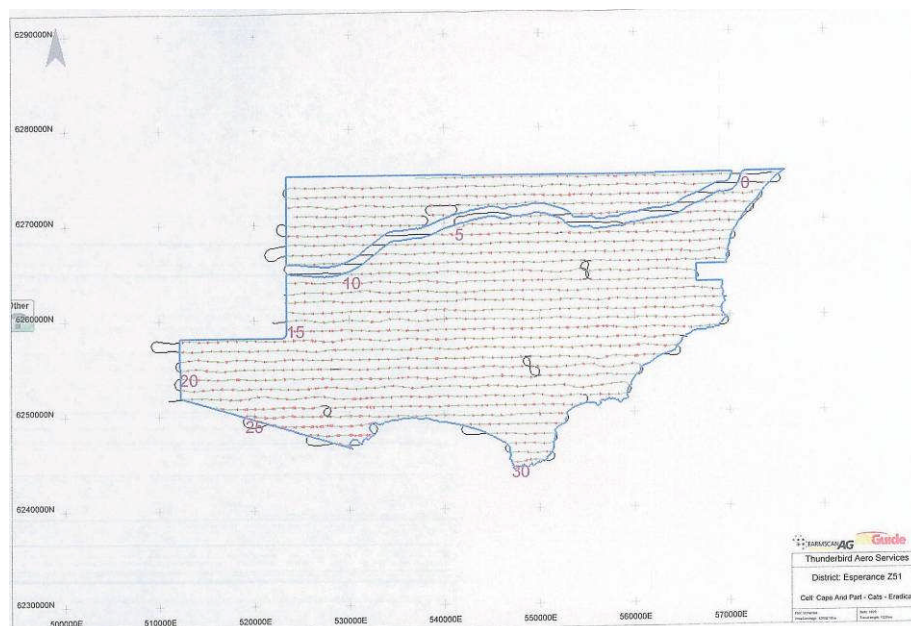 6290000N
6280000N
6270000N
6260000N
6250000N
6240000N
6230000N
500000E
510000E
520000E
530000E
540000E
550000E
560000E
570000E
0
5
10
15
20
25
30
Other
FARMSCAN AG Guide
Thunderbird Aero Services
District: Esperance Z51
Cell: Cape And Part - Cats - Eradica